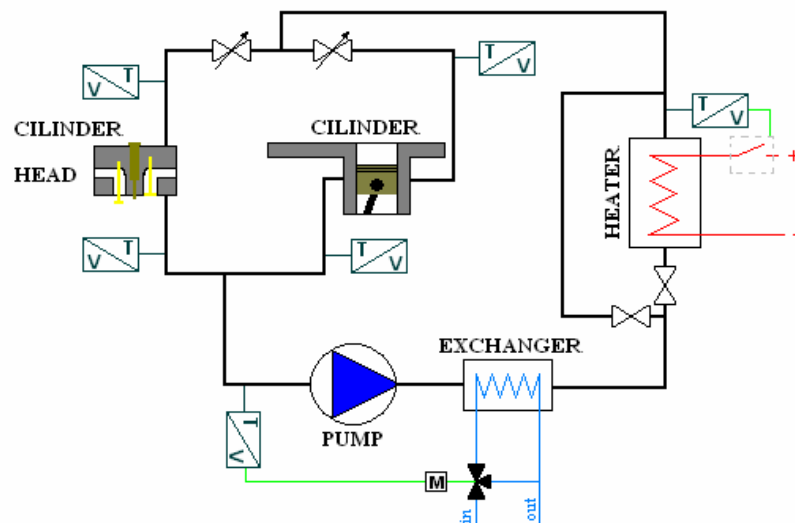 T
V
T
V
CILINDER
CILINDER
HEAD
T
V
+
HEATER
T
V
T
V
-
EXCHANGER
PUMP
T
V
M
in
out